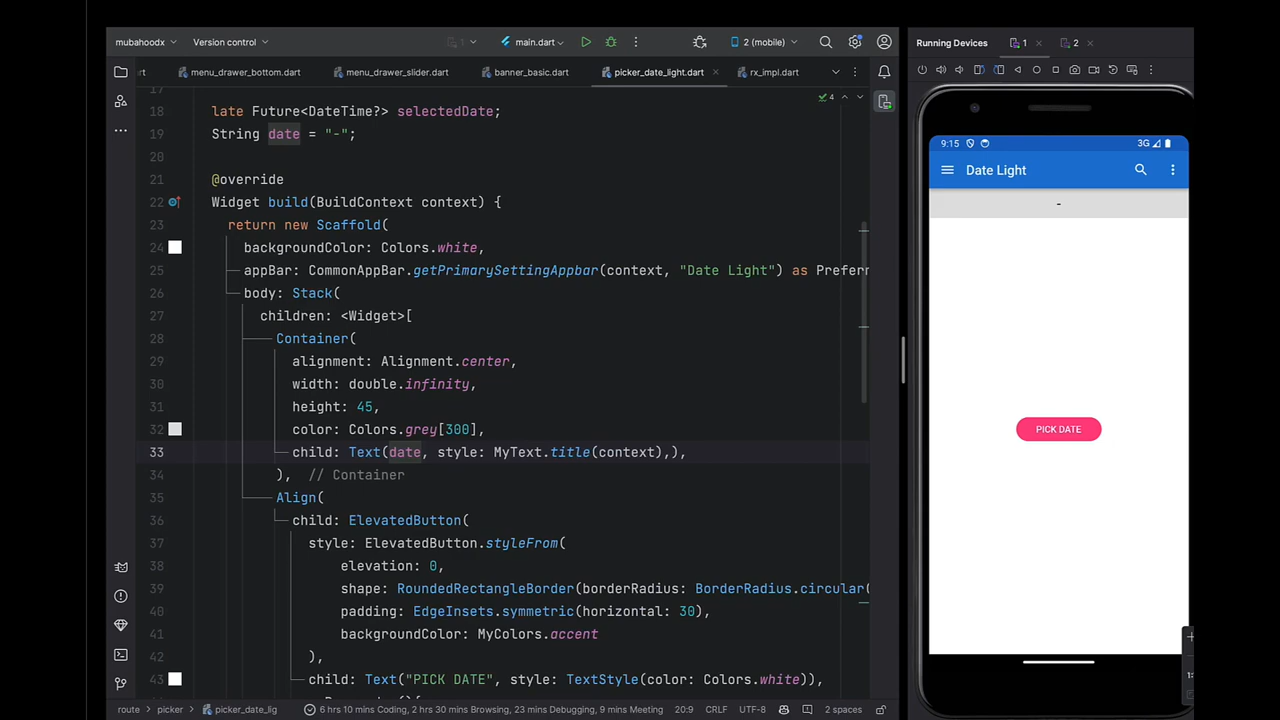 mubahoodx Version control main.dart 2 (mobile)
Running Devices 1 2
rt menu_drawer_bottom.dart menu_drawer_slider.dart banner_basic.dart picker_date_light.dart rx_impl.dart
4
17
18 late Future<DateTime?> selectedDate;
19 String date = "-";
20
21 @override
22 Widget build(BuildContext context) {
23 return new Scaffold(
24 backgroundColor: Colors.white,
25 appBar: CommonAppBar.getPrimarySettingAppbar(context, "Date Light") as Preferr
26 body: Stack(
27 children: <Widget>[
28 Container(
29 alignment: Alignment.center,
30 width: double.infinity,
31 height: 45,
32 color: Colors.grey[300],
33 child: Text(date, style: MyText.title(context),),
34 ), // Container
35 Align(
36 child: ElevatedButton(
37 style: ElevatedButton.styleFrom(
38 elevation: 0,
39 shape: RoundedRectangleBorder(borderRadius: BorderRadius.circular(
40 padding: EdgeInsets.symmetric(horizontal: 30),
41 backgroundColor: MyColors.accent
42 ),
43 child: Text("PICK DATE", style: TextStyle(color: Colors.white)),
route picker picker_date_lig 6 hrs 10 mins Coding, 2 hrs 30 mins Browsing, 23 mins Debugging, 9 mins Meeting 20:9 CRLF UTF-8 2 spaces
9:15 3G
Date Light
-
PICK DATE